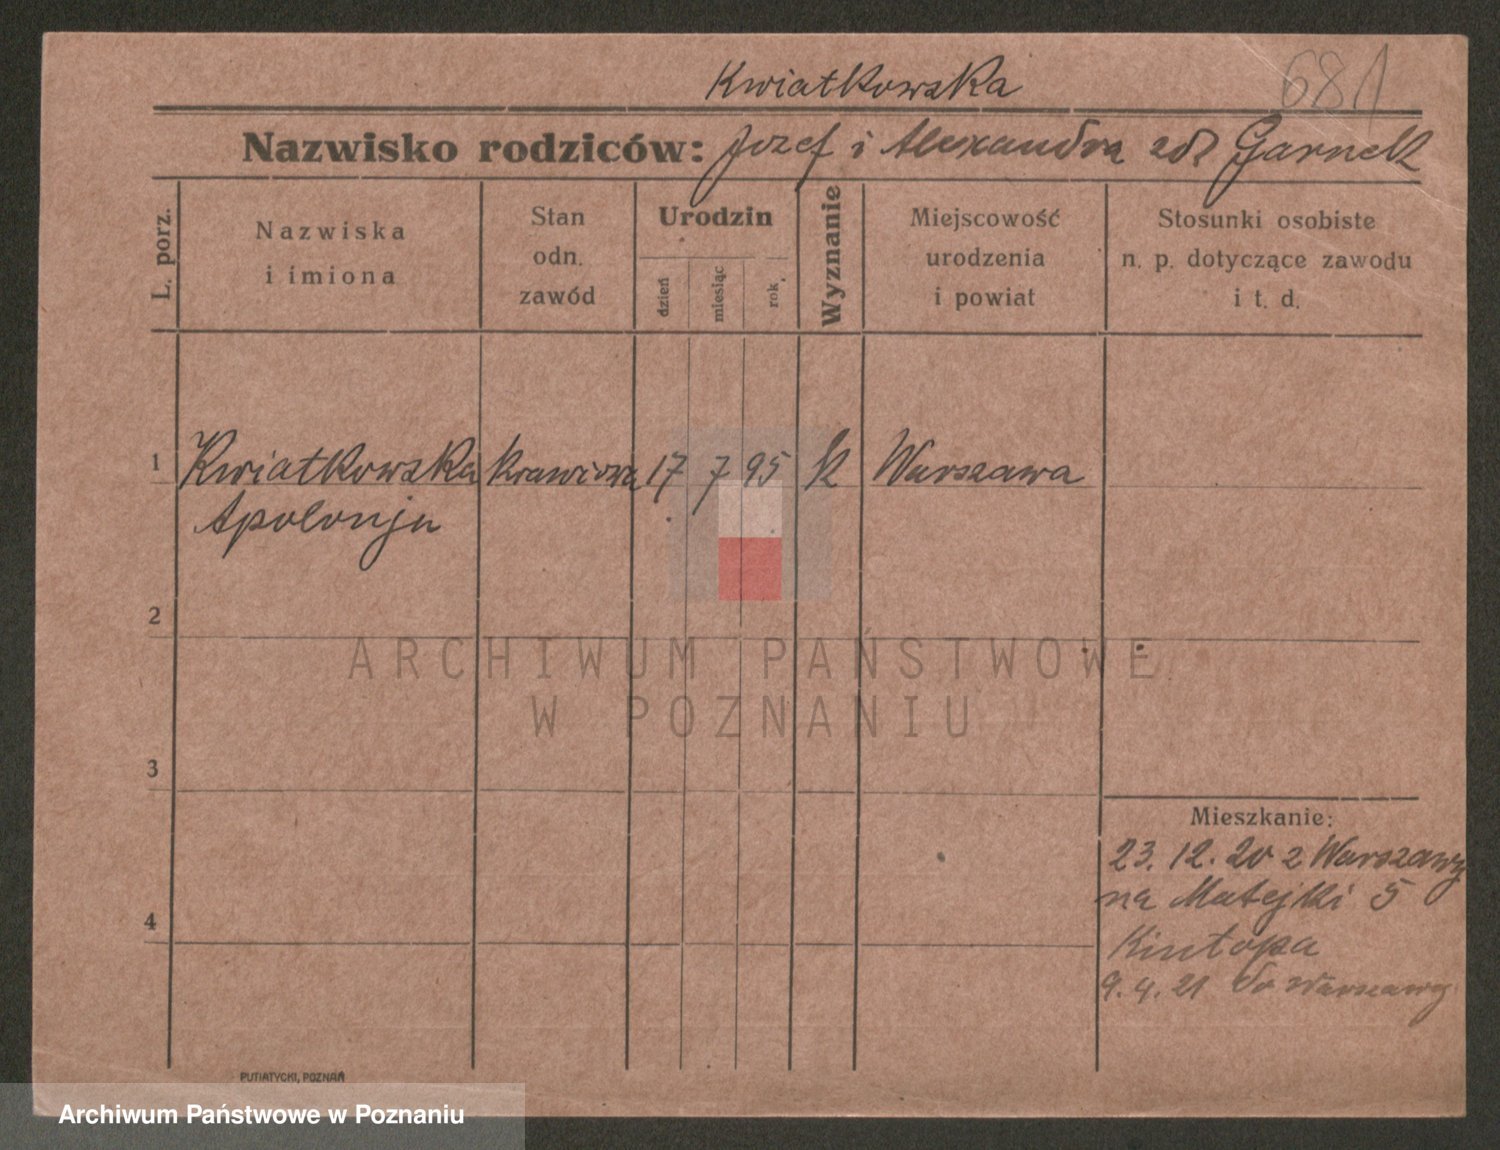 Kwiatkowska
681
Nazwisko rodziców: Jozef i Alexandra zd Garnek
L. porz.
Nazwiska
i imiona
Stan
odn.
zawód
Urodzin
dzień
miesiąc
rok
Wyznanie
Miejscowość
urodzenia
i powiat
Stosunki osobiste
n. p. dotyczące zawodu
i t. d.
1 Kwiatkowska krawcowa 17 7 95 k Warszawa
Apolonja
2
ARCHIWUM PAŃSTWOWE
W POZNANIU
3
Mieszkanie:
23. 12. 20 z Warszawy
na Matejki 5
4
Kintopa
9. 4. 21 do Warszawy
PUTIATYCKI, POZNAŃ
Archiwum Państwowe w Poznaniu